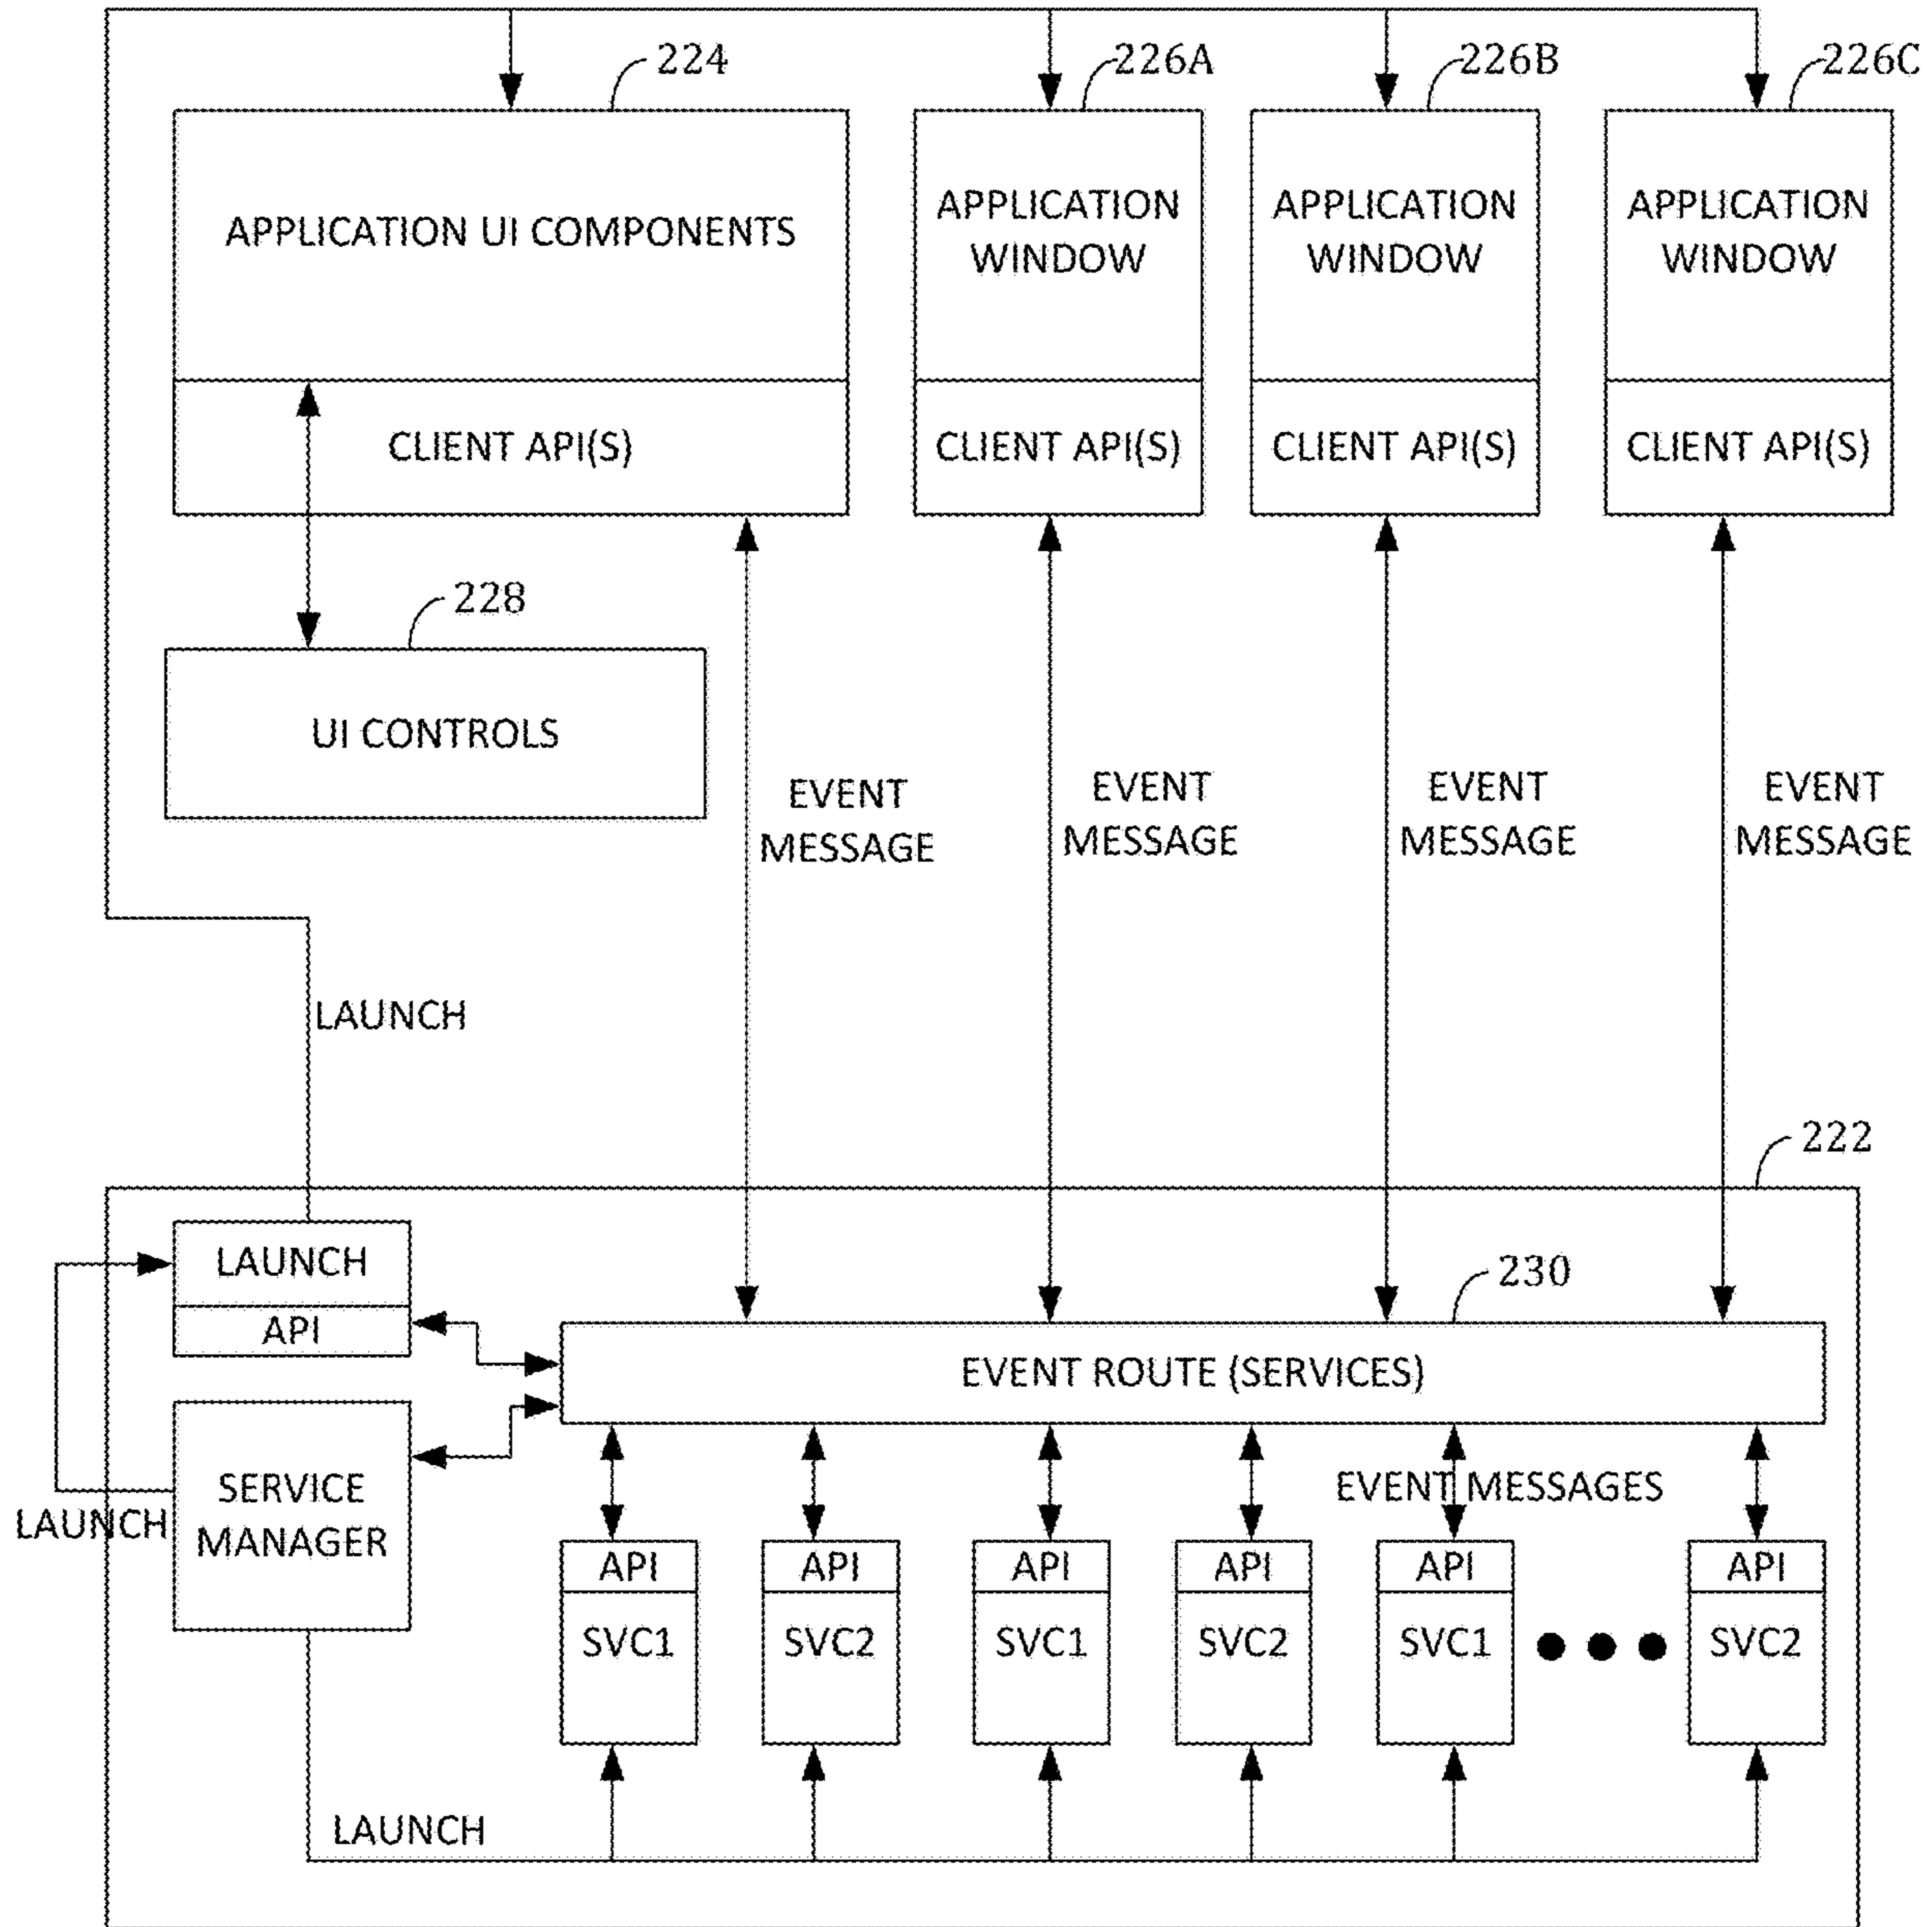 224
226A
226B
226C
APPLICATION UI COMPONENTS
APPLICATION
WINDOW
APPLICATION
WINDOW
APPLICATION
WINDOW
CLIENT API(S)
CLIENT API(S)
CLIENT API(S)
CLIENT API(S)
228
UI CONTROLS
EVENT
MESSAGE
EVENT
MESSAGE
EVENT
MESSAGE
EVENT
MESSAGE
LAUNCH
222
LAUNCH
API
230
EVENT ROUTE (SERVICES)
SERVICE
MANAGER
LAUNCH
EVENT MESSAGES
API
SVC1
API
SVC2
API
SVC1
API
SVC2
API
SVC1
API
SVC2
LAUNCH